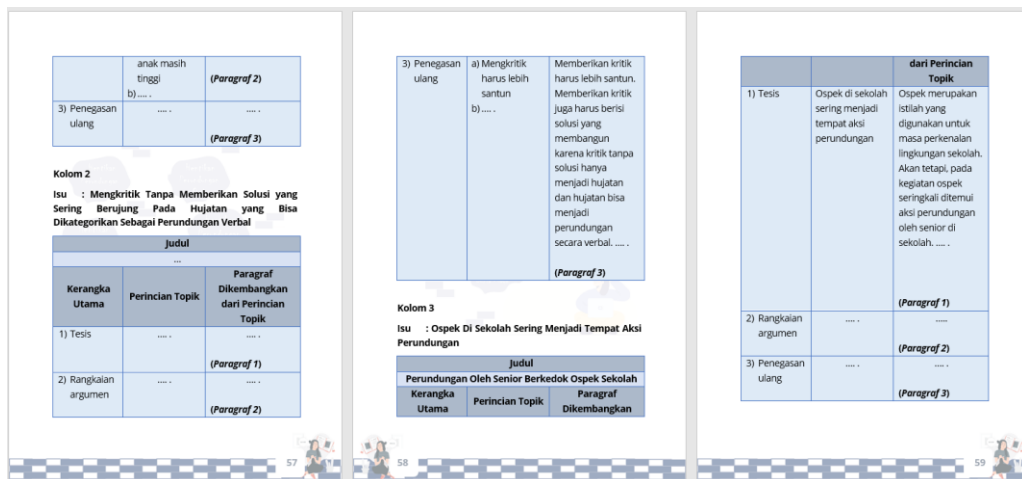 anak masih
tinggi
b) .... .
(Paragraf 2)
3) Penegasan
ulang
.... .
.... .
(Paragraf 3)
Kolom 2
Isu : Mengkritik Tanpa Memberikan Solusi yang
Sering Berujung Pada Hujatan yang Bisa
Dikategorikan Sebagai Perundungan Verbal
Judul
...
Kerangka
Utama
Perincian Topik
Paragraf
Dikembangkan
dari Perincian
Topik
1) Tesis
.... .
.... .
(Paragraf 1)
2) Rangkaian
argumen
.... .
.... .
(Paragraf 2)
57
3) Penegasan
ulang
a) Mengkritik
harus lebih
santun
b) .... .
Memberikan kritik
harus lebih santun.
Memberikan kritik
juga harus berisi
solusi yang
membangun
karena kritik tanpa
solusi hanya
menjadi hujatan
dan hujatan bisa
menjadi
perundungan
secara verbal. .... .
(Paragraf 3)
Kolom 3
Isu : Ospek Di Sekolah Sering Menjadi Tempat Aksi
Perundungan
Judul
Perundungan Oleh Senior Berkedok Ospek Sekolah
Kerangka
Utama
Perincian Topik
Paragraf
Dikembangkan
58
dari Perincian
Topik
1) Tesis
Ospek di sekolah
sering menjadi
tempat aksi
perundungan
Ospek merupakan
istilah yang
digunakan untuk
masa perkenalan
lingkungan sekolah.
Akan tetapi, pada
kegiatan ospek
seringkali ditemui
aksi perundungan
oleh senior di
sekolah. .... .
(Paragraf 1)
2) Rangkaian
argumen
.... .
.....
(Paragraf 2)
3) Penegasan
ulang
.... .
.... .
(Paragraf 3)
59